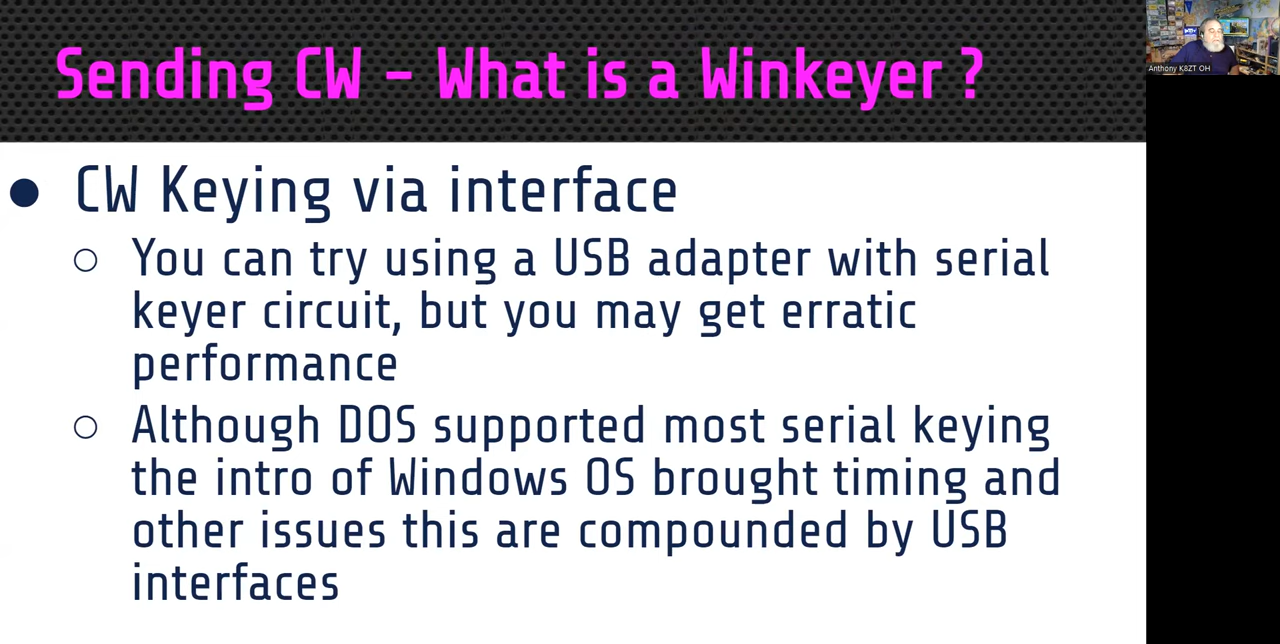 Sending CW - What is a Winkeyer ?
Anthony K8ZT OH
● CW Keying via interface
○ You can try using a USB adapter with serial
keyer circuit, but you may get erratic
performance
○ Although DOS supported most serial keying
the intro of Windows OS brought timing and
other issues this are compounded by USB
interfaces